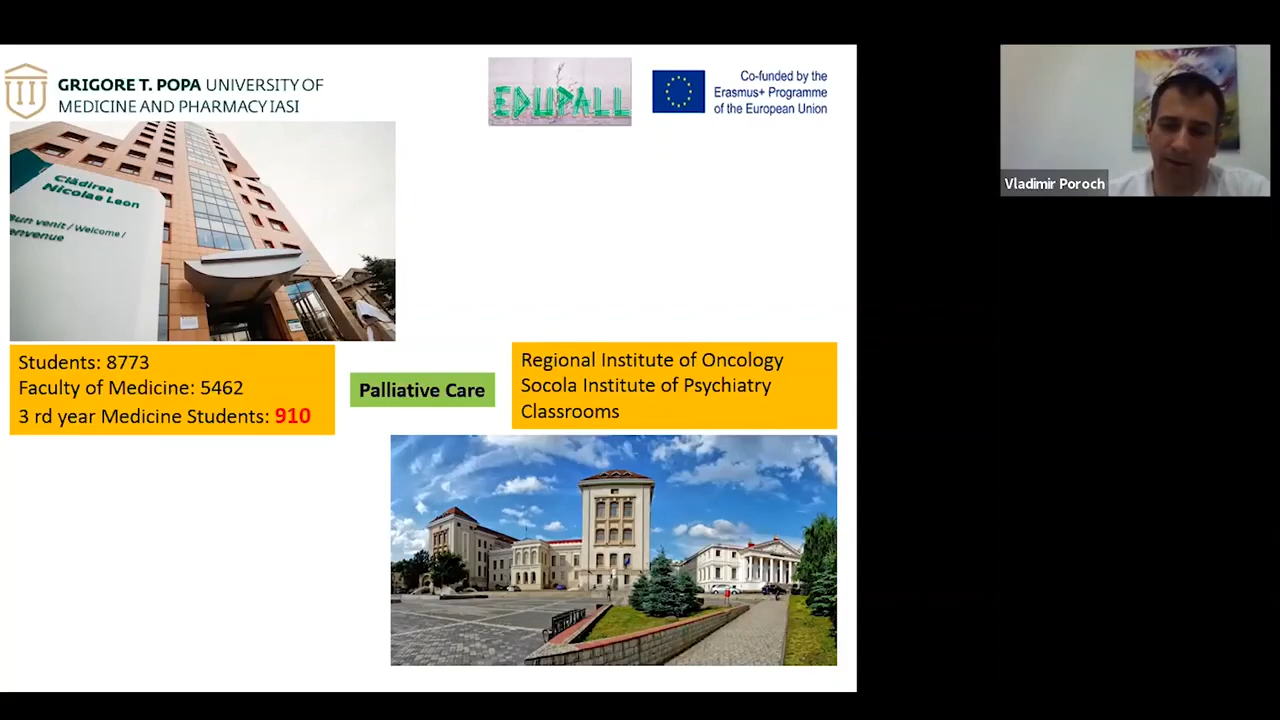 GRIGORE T. POPA UNIVERSITY OF
MEDICINE AND PHARMACY IASI
EDUPALL
Co-funded by the
Erasmus+ Programme
of the European Union
Vladimir Poroch
Clădirea
Nicolae Leon
Bun venit / Welcome /
envenue
Students: 8773
Faculty of Medicine: 5462
3 rd year Medicine Students: 910
Palliative Care
Regional Institute of Oncology
Socola Institute of Psychiatry
Classrooms